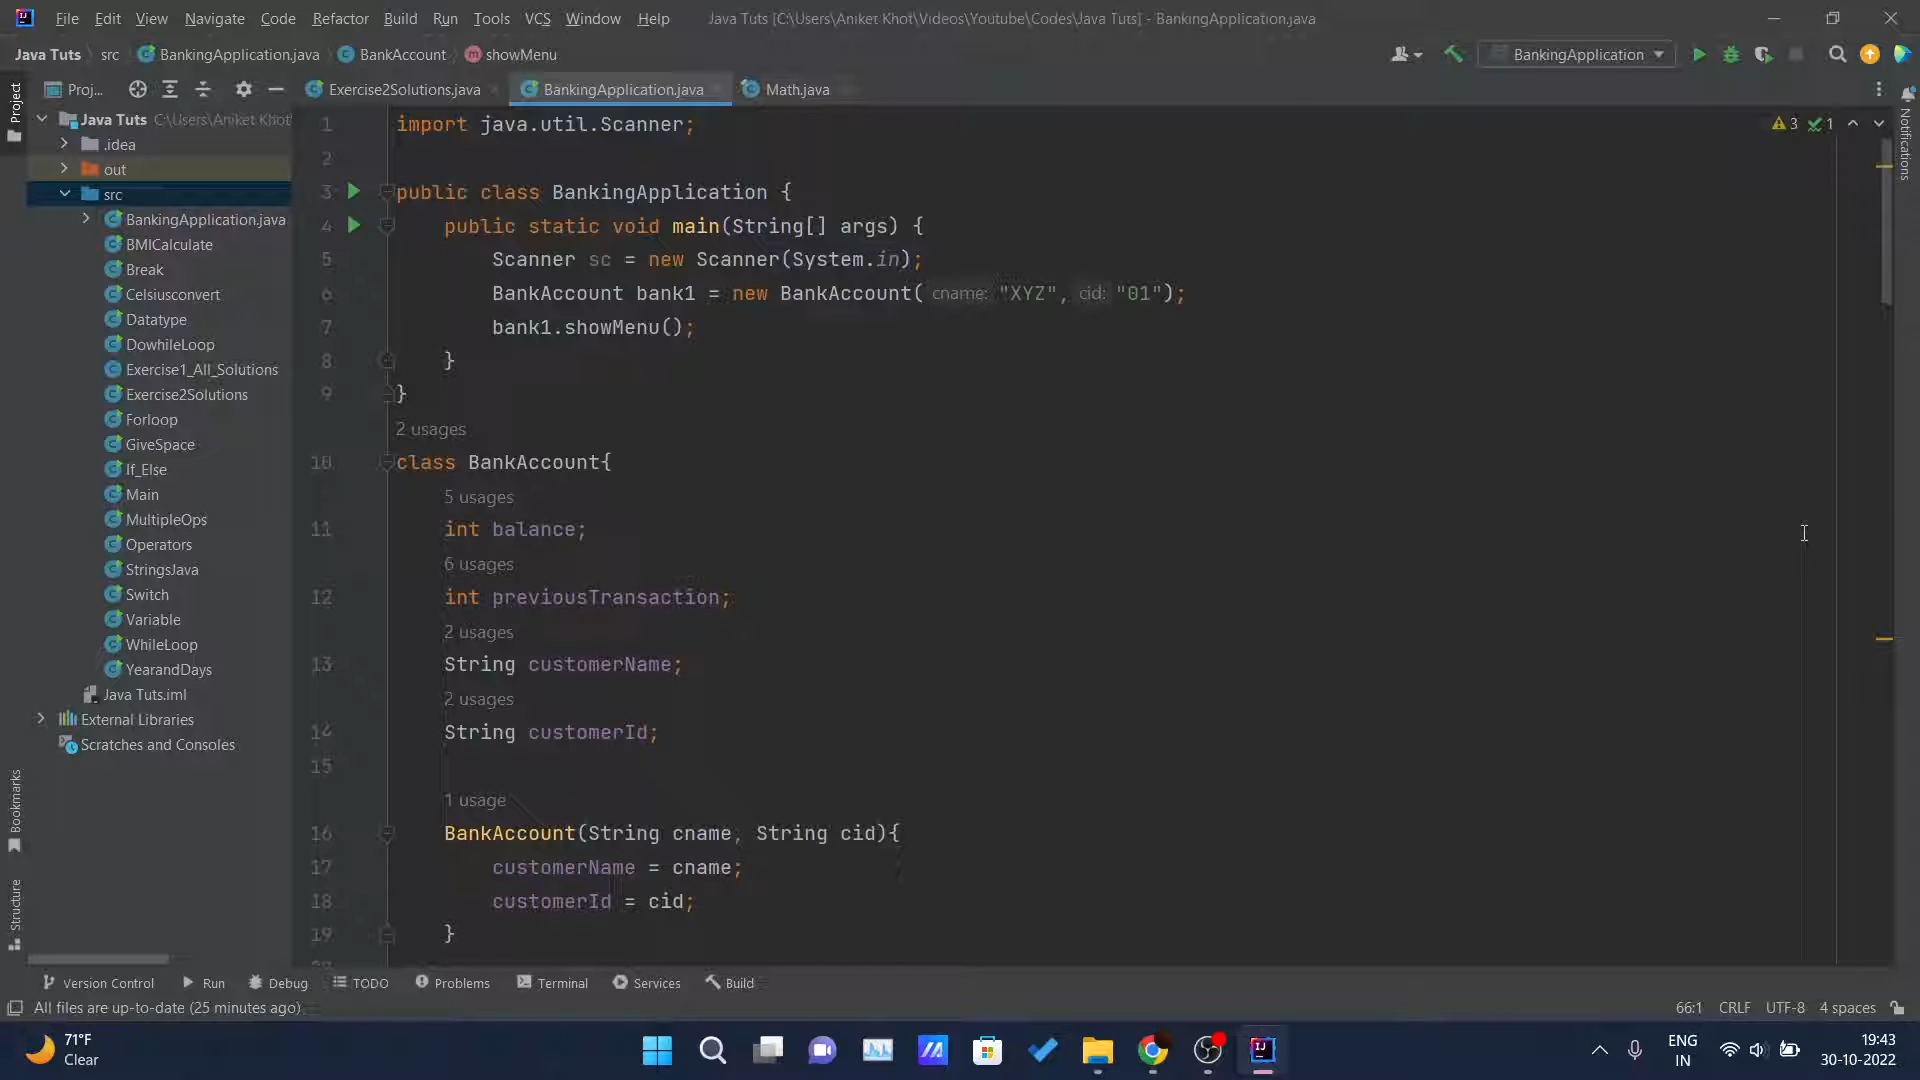 File Edit View Navigate Code Refactor Build Run Tools VCS Window Help Java Tuts [C:\Users\Aniket Khot\Videos\Youtube\Codes\Java Tuts] - BankingApplication.java
Java Tuts src BankingApplication.java BankAccount showMenu BankingApplication
Proj... Exercise2Solutions.java BankingApplication.java Math.java
Project
Notifications
Java Tuts C:\Users\Aniket Khot
.idea
out
src
BankingApplication.java
BMICalculate
Break
Celsiusconvert
Datatype
DowhileLoop
Exercise1_All_Solutions
Exercise2Solutions
Forloop
GiveSpace
If_Else
Main
MultipleOps
Operators
StringsJava
Switch
Variable
WhileLoop
YearandDays
Java Tuts.iml
External Libraries
Scratches and Consoles
Bookmarks
Structure
3 1
1 import java.util.Scanner;
2
3 public class BankingApplication {
4 public static void main(String[] args) {
5 Scanner sc = new Scanner(System.in);
6 BankAccount bank1 = new BankAccount( cname: "XYZ", cid: "01");
7 bank1.showMenu();
8 }
9 }
2 usages
10 class BankAccount{
5 usages
11 int balance;
6 usages
12 int previousTransaction;
2 usages
13 String customerName;
2 usages
14 String customerId;
15
1 usage
16 BankAccount(String cname, String cid){
17 customerName = cname;
18 customerId = cid;
19 }
Version Control Run Debug TODO Problems Terminal Services Build
All files are up-to-date (25 minutes ago) 66:1 CRLF UTF-8 4 spaces
71°F
Clear
ENG
IN
19:43
30-10-2022